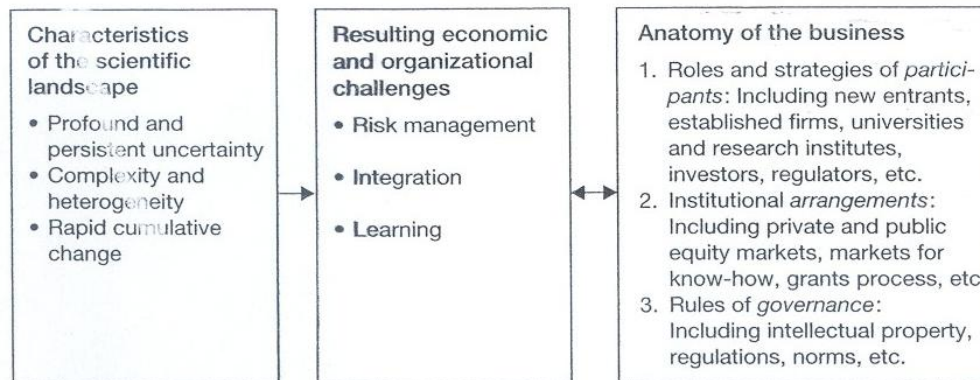 Characteristics
of the scientific
landscape
• Profound and
persistent uncertainty
• Complexity and
heterogeneity
• Rapid cumulative
change
Resulting economic
and organizational
challenges
• Risk management
• Integration
• Learning
Anatomy of the business
1. Roles and strategies of partici-
pants: Including new entrants,
established firms, universities
and research institutes,
investors, regulators, etc.
2. Institutional arrangements:
Including private and public
equity markets, markets for
know-how, grants process, etc
3. Rules of governance:
Including intellectual property,
regulations, norms, etc.